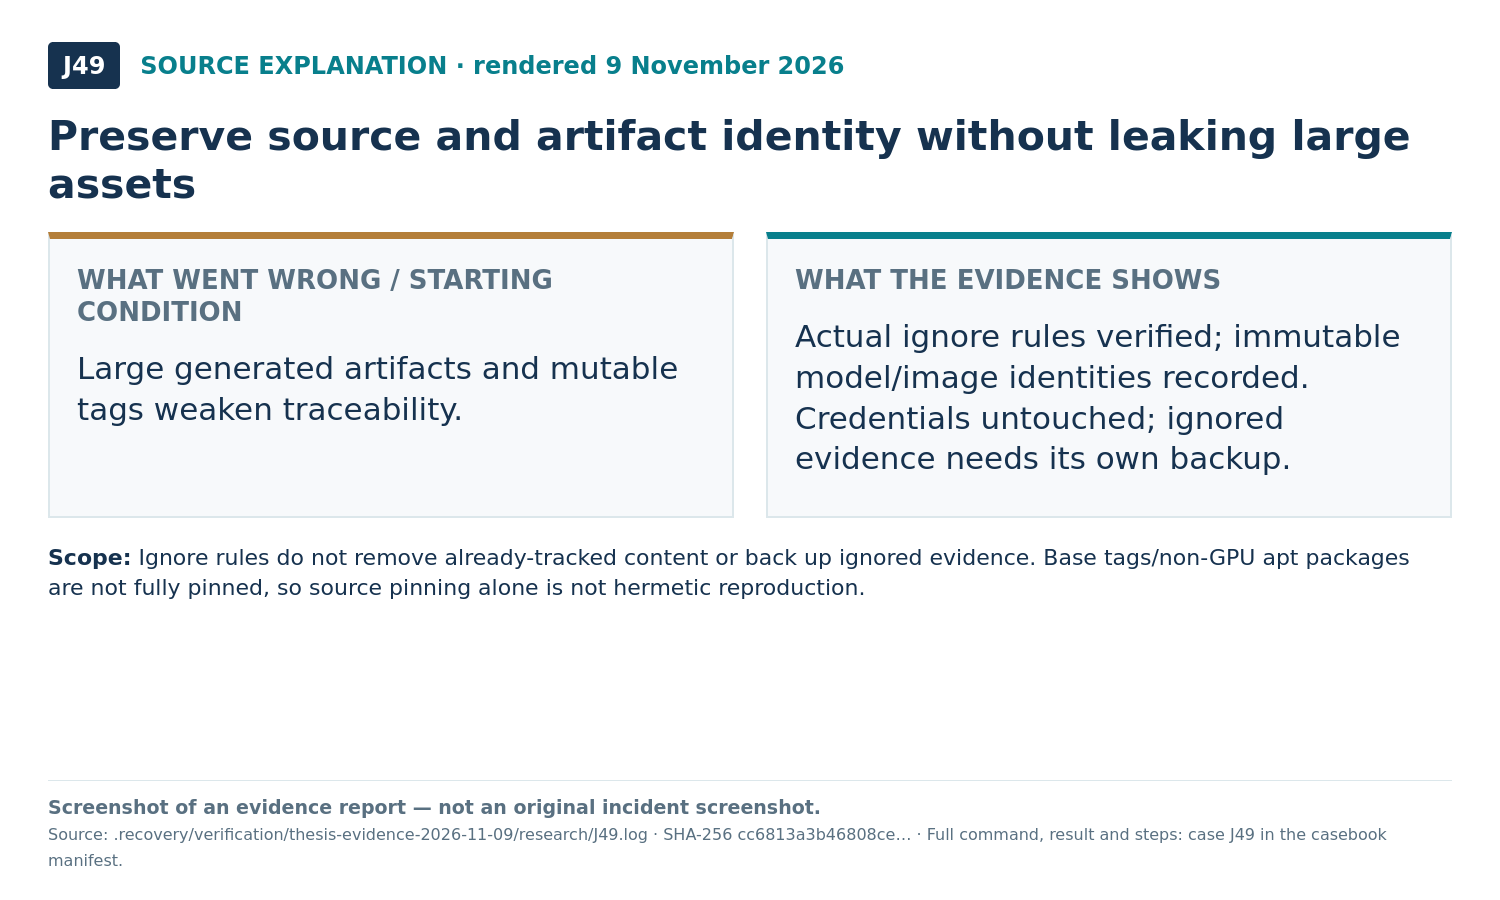 J49
SOURCE EXPLANATION · rendered 9 November 2026
Preserve source and artifact identity without leaking large
assets
WHAT WENT WRONG / STARTING
CONDITION
Large generated artifacts and mutable
tags weaken traceability.
WHAT THE EVIDENCE SHOWS
Actual ignore rules verified; immutable
model/image identities recorded.
Credentials untouched; ignored
evidence needs its own backup.
Scope: Ignore rules do not remove already-tracked content or back up ignored evidence. Base tags/non-GPU apt packages
are not fully pinned, so source pinning alone is not hermetic reproduction.
Screenshot of an evidence report — not an original incident screenshot.
Source: .recovery/verification/thesis-evidence-2026-11-09/research/J49.log · SHA-256 cc6813a3b46808ce… · Full command, result and steps: case J49 in the casebook
manifest.